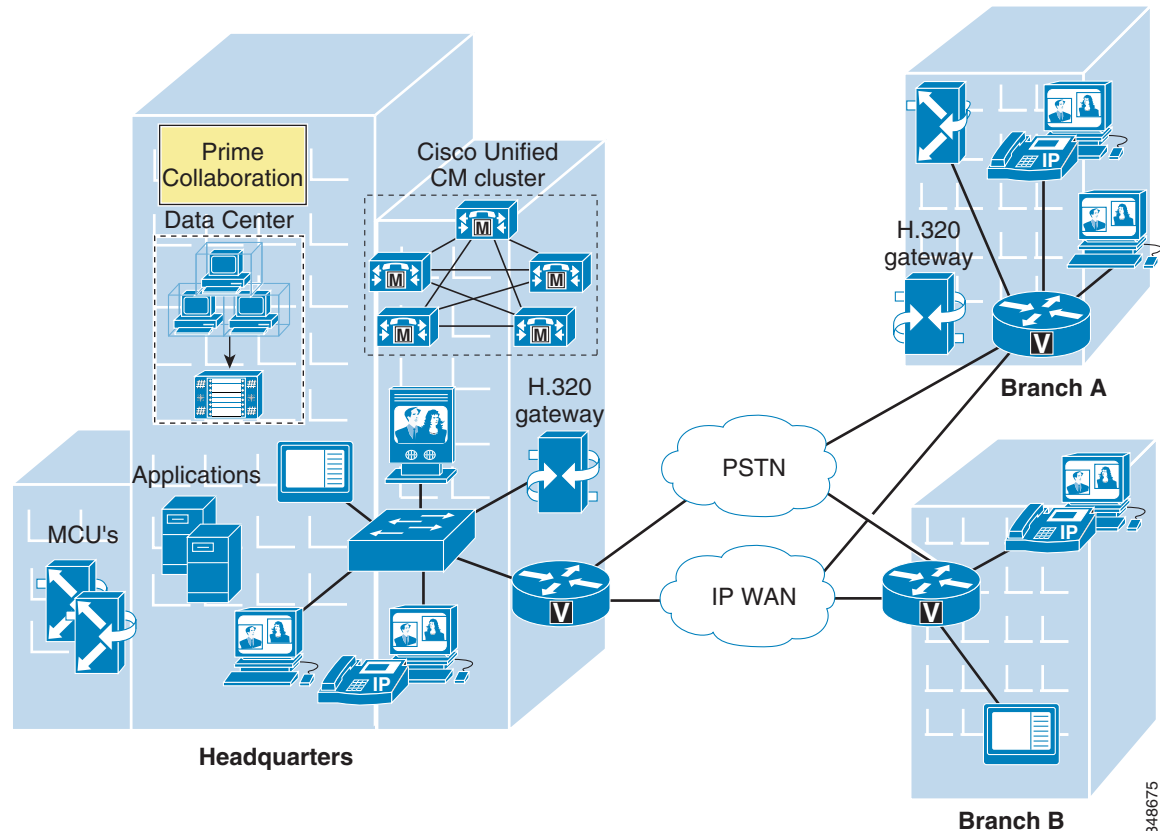 Prime
Collaboration
Data Center
Cisco Unified
CM cluster
M
M
M
M
M
H.320
gateway
Applications
MCU's
IP
V
Headquarters
PSTN
IP WAN
IP
H.320
gateway
V
Branch A
IP
V
Branch B
348675